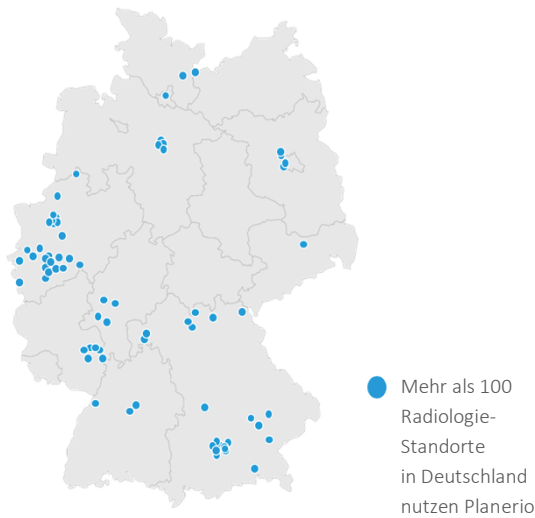 Mehr als 100
Radiologie-
Standorte
in Deutschland
nutzen Planerio